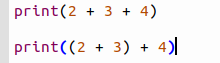 print(2 + 3 + 4)
print((2 + 3) + 4)